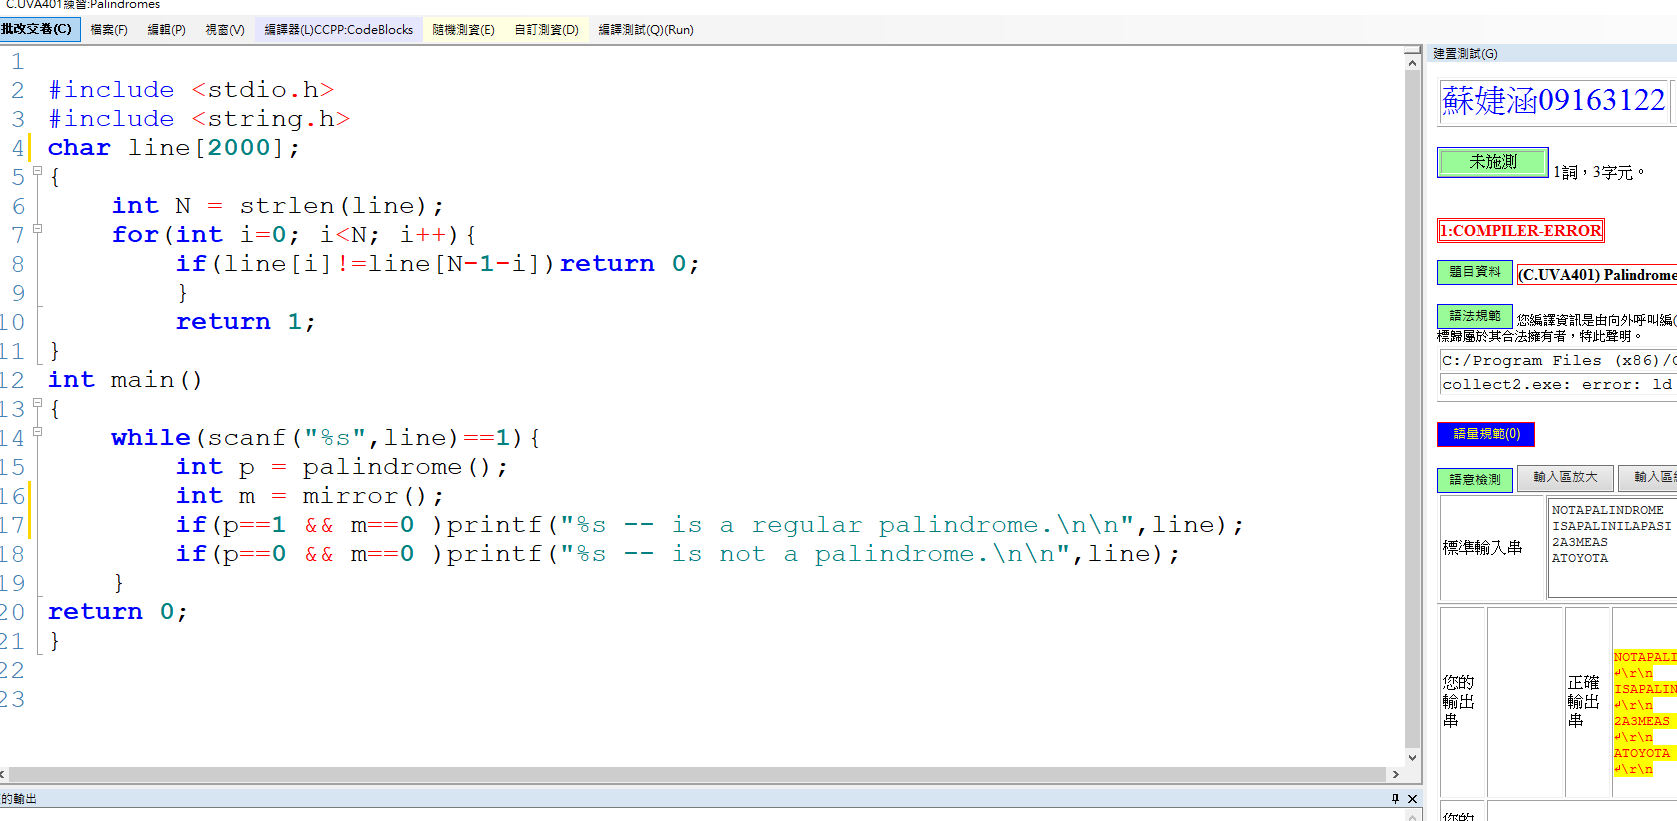 C.UVA401練習:Palindromes
批改交卷(C) 檔案(F) 編輯(P) 視窗(V) 編譯器(L)CCPP:CodeBlocks 隨機測資(E) 自訂測資(D) 編譯測試(Q)(Run)
1
2 #include <stdio.h>
3 #include <string.h>
4 char line[2000];
5 {
6 int N = strlen(line);
7 for(int i=0; i<N; i++){
8 if(line[i]!=line[N-1-i])return 0;
9 }
10 return 1;
11 }
12 int main()
13 {
14 while(scanf("%s",line)==1){
15 int p = palindrome();
16 int m = mirror();
17 if(p==1 && m==0 )printf("%s -- is a regular palindrome.\n\n",line);
18 if(p==0 && m==0 )printf("%s -- is not a palindrome.\n\n",line);
19 }
20 return 0;
21 }
22
23
的輸出
建置測試(G)
蘇婕涵09163122
未施測 1詞，3字元。
1:COMPILER-ERROR
題目資料 (C.UVA401) Palindrome
語法規範 您編譯資訊是由向外呼叫編(
標歸屬於其合法擁有者，特此聲明。
C:/Program Files (x86)/
collect2.exe: error: ld
語量規範(0)
語意檢測 輸入區放大 輸入區
標準輸入串
NOTAPALINDROME
ISAPALINILAPASI
2A3MEAS
ATOYOTA
您的
輸出
串
正確
輸出
串
NOTAPALI
↲\r\n
ISAPALIN
↲\r\n
2A3MEAS
↲\r\n
ATOYOTA
↲\r\n
您的